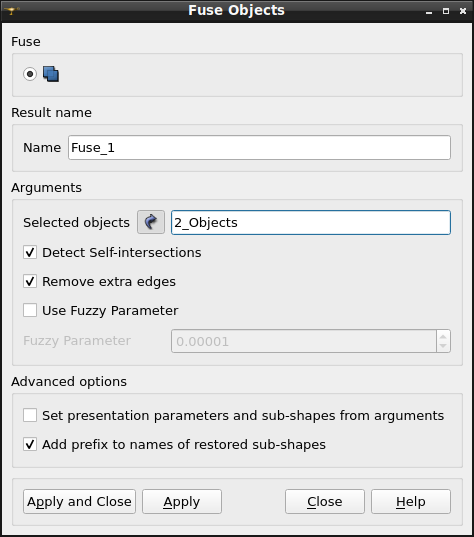 Fuse Objects
Fuse
Result name
Name Fuse_1
Arguments
Selected objects 2_Objects
Detect Self-intersections
Remove extra edges
Use Fuzzy Parameter
Fuzzy Parameter 0.00001
Advanced options
Set presentation parameters and sub-shapes from arguments
Add prefix to names of restored sub-shapes
Apply and Close Apply Close Help